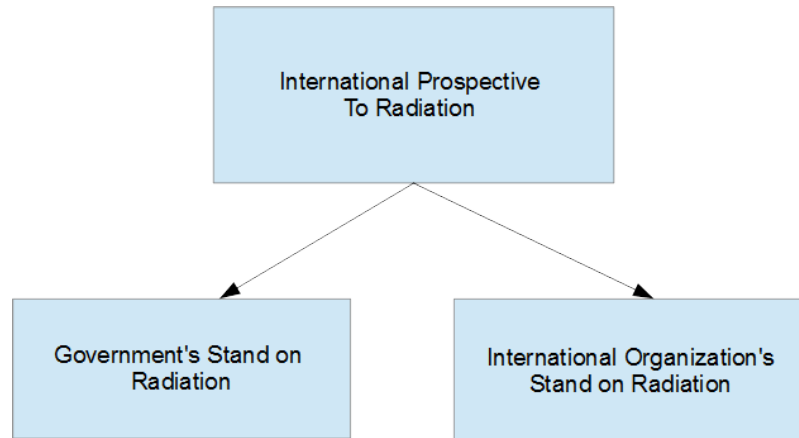 International Prospective
To Radiation
Government's Stand on
Radiation
International Organization's
Stand on Radiation